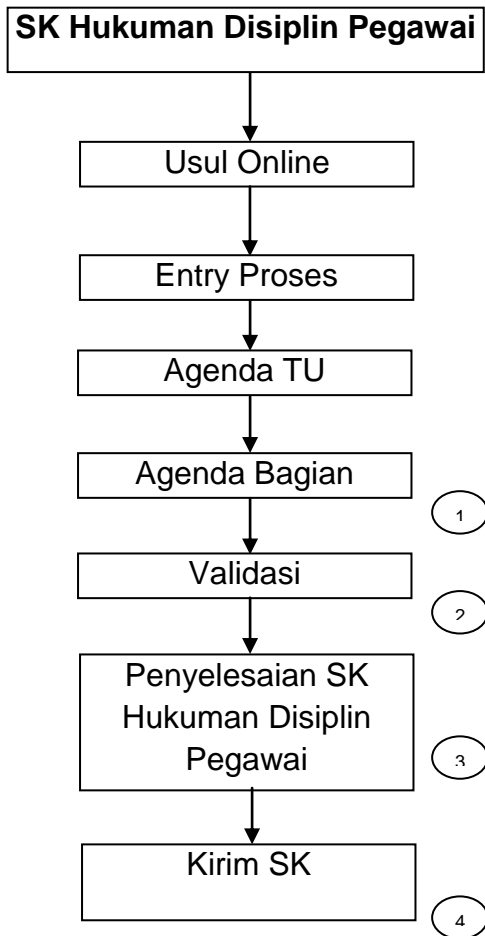 SK Hukuman Disiplin Pegawai
Usul Online
Entry Proses
Agenda TU
Agenda Bagian
1
Validasi
2
Penyelesaian SK
Hukuman Disiplin
Pegawai
3
Kirim SK
4